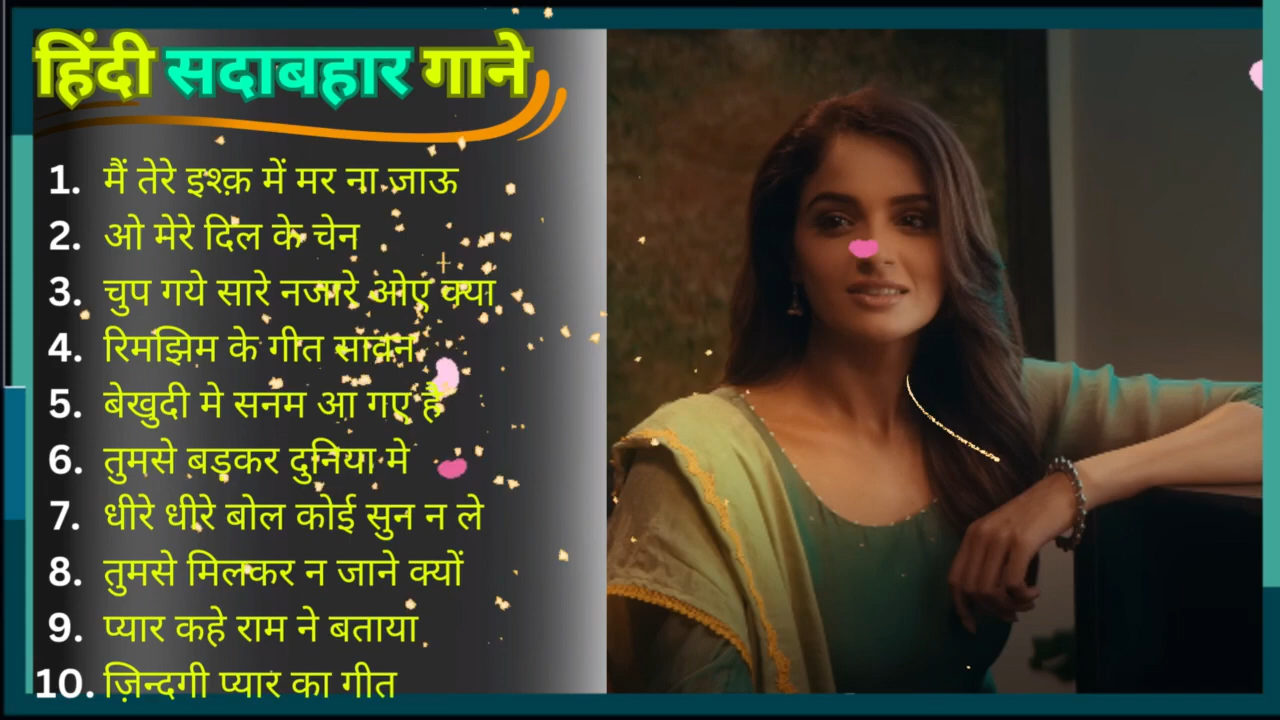 हिंदी सदाबहार गाने
1. मैं तेरे इश्क़ में मर ना जाऊ
2. ओ मेरे दिल के चेन
3. चुप गये सारे नजारे ओए क्या
4. रिमझिम के गीत सावन
5. बेखुदी मे सनम आ गए है
6. तुमसे बड़कर दुनिया मे
7. धीरे धीरे बोल कोई सुन न ले
8. तुमसे मिलकर न जाने क्यों
9. प्यार कहे राम ने बताया
10. ज़िन्दगी प्यार का गीत